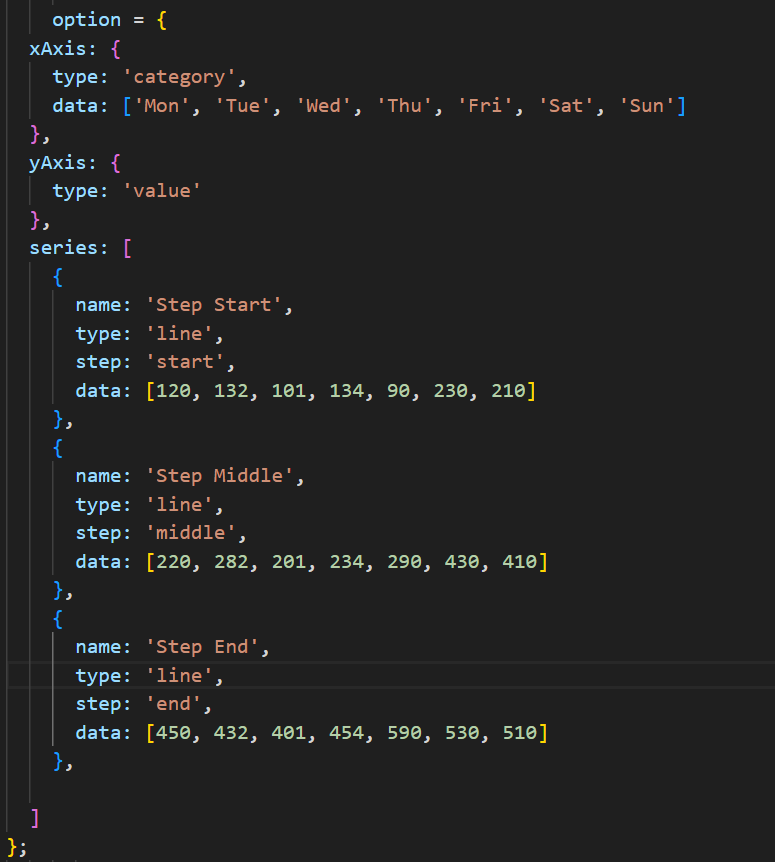 option = {
xAxis: {
type: 'category',
data: ['Mon', 'Tue', 'Wed', 'Thu', 'Fri', 'Sat', 'Sun']
},
yAxis: {
type: 'value'
},
series: [
{
name: 'Step Start',
type: 'line',
step: 'start',
data: [120, 132, 101, 134, 90, 230, 210]
},
{
name: 'Step Middle',
type: 'line',
step: 'middle',
data: [220, 282, 201, 234, 290, 430, 410]
},
{
name: 'Step End',
type: 'line',
step: 'end',
data: [450, 432, 401, 454, 590, 530, 510]
},
]
};